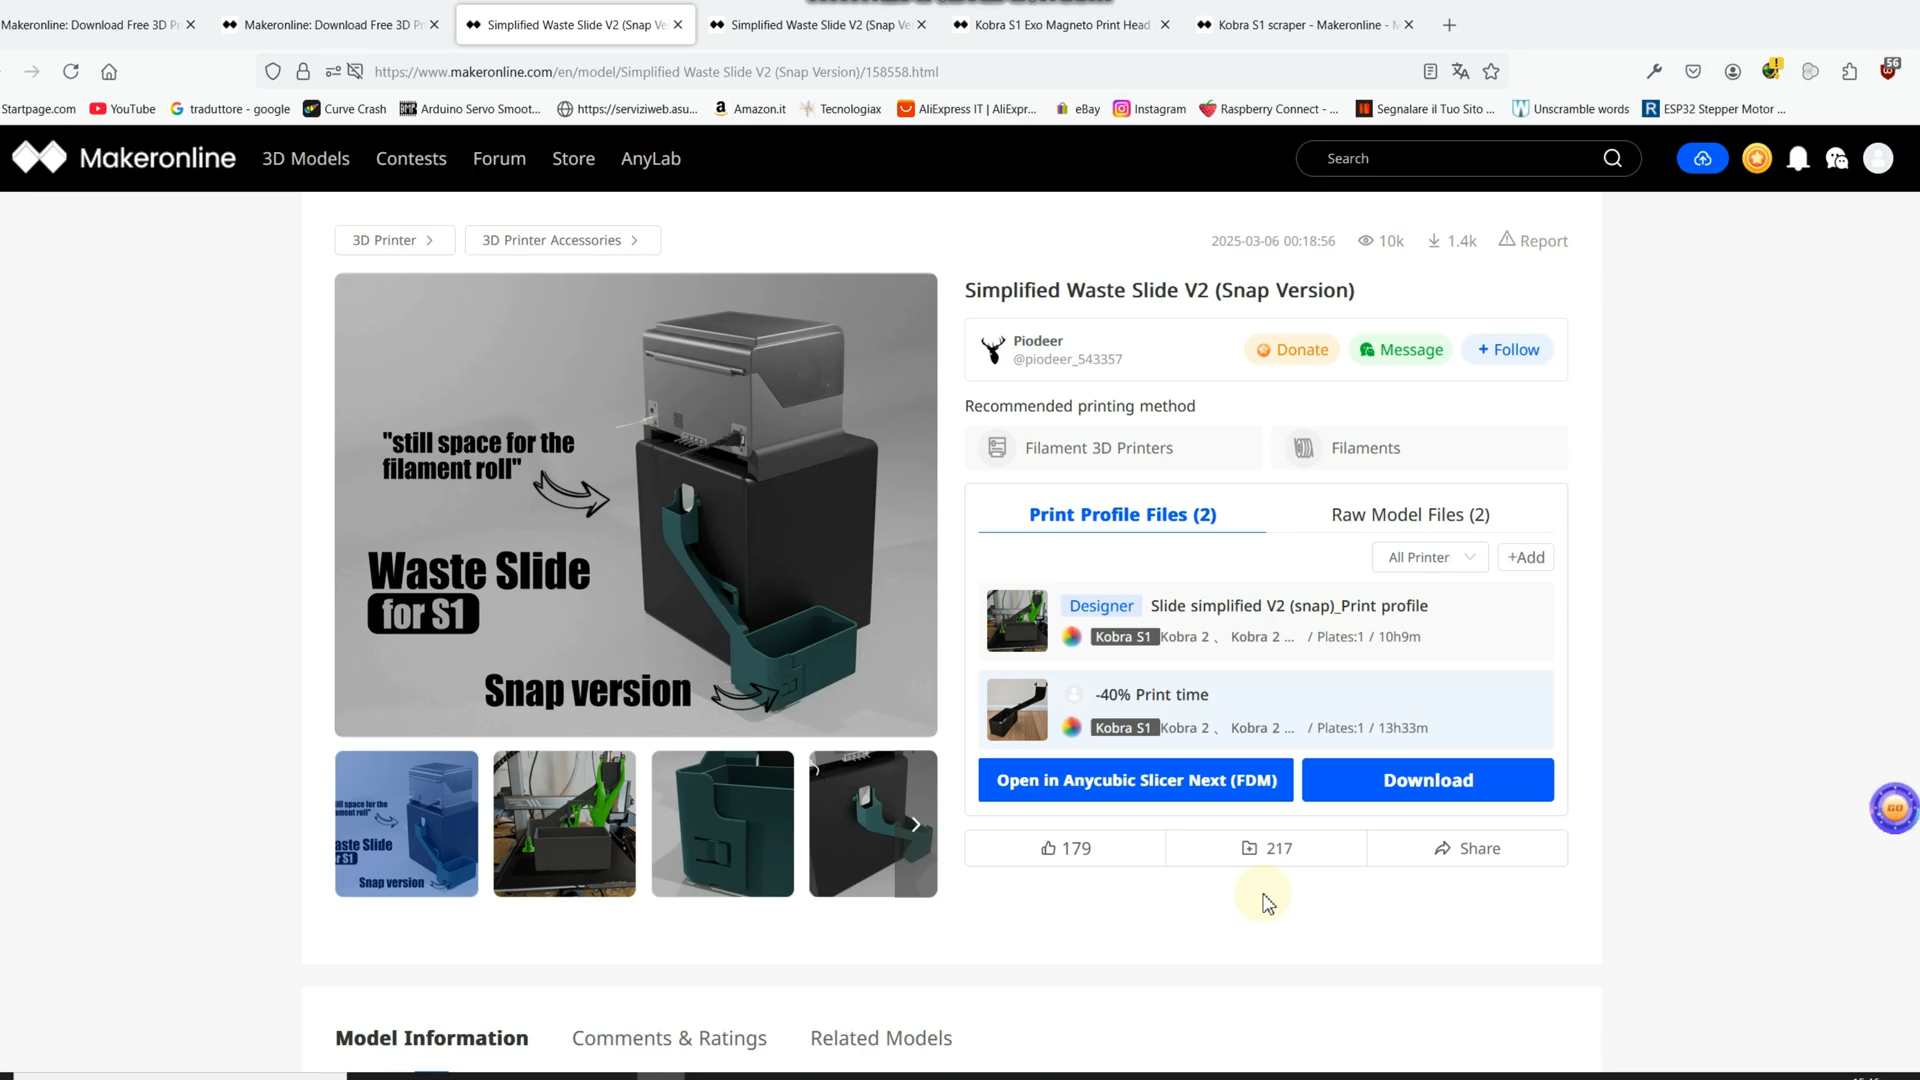 Makeronline: Download Free 3D Pr
Makeronline: Download Free 3D Pr
Simplified Waste Slide V2 (Snap Ve
Simplified Waste Slide V2 (Snap Ve
Kobra S1 Exo Magneto Print Head
Kobra S1 scraper - Makeronline - M
https://www.makeronline.com/en/model/Simplified Waste Slide V2 (Snap Version)/158558.html
56
Startpage.com
YouTube
traduttore - google
Curve Crash
Arduino Servo Smoot...
https://serviziweb.asu...
Amazon.it
Tecnologiax
AliExpress IT | AliExpr...
eBay
Instagram
Raspberry Connect - ...
Segnalare il Tuo Sito ...
Unscramble words
ESP32 Stepper Motor ...
Makeronline
3D Models
Contests
Forum
Store
AnyLab
Search
3D Printer >
3D Printer Accessories >
2025-03-06 00:18:56
10k
1.4k
Report
"still space for the
filament roll"
Waste Slide
for S1
Snap version
Simplified Waste Slide V2 (Snap Version)
Piodeer
@piodeer_543357
Donate
Message
+ Follow
Recommended printing method
Filament 3D Printers
Filaments
Print Profile Files (2)
Raw Model Files (2)
All Printer
+Add
Designer Slide simplified V2 (snap)_Print profile
Kobra S1 Kobra 2 、 Kobra 2 ... / Plates:1 / 10h9m
-40% Print time
Kobra S1 Kobra 2 、 Kobra 2 ... / Plates:1 / 13h33m
Open in Anycubic Slicer Next (FDM)
Download
179
217
Share
GO
Model Information
Comments & Ratings
Related Models